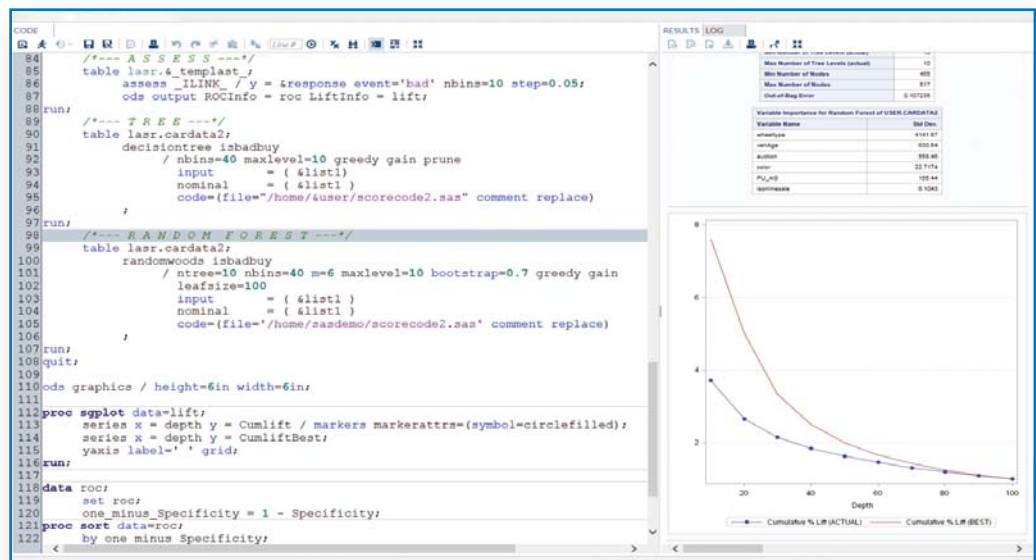 CODE
Line #
84 /*--- A S S E S S ---*/
85 table lasr.&_templast_;
86 assess _ILINK_ / y = &response event='bad' nbins=10 step=0.05;
87 ods output ROCInfo = roc LiftInfo = lift;
88 run;
89 /*--- T R E E ---*/
90 table lasr.cardata2;
91 decisiontree isbadbuy
92 / nbins=40 maxlevel=10 greedy gain prune
93 input = ( &list1)
94 nominal = ( &list1 )
95 code=(file="/home/&user/scorecode2.sas" comment replace)
96 ;
97 run;
98 /*--- R A N D O M F O R E S T ---*/
99 table lasr.cardata2;
100 randomwoods isbadbuy
101 / ntree=10 nbins=40 m=6 maxlevel=10 bootstrap=0.7 greedy gain
102 leafsize=100
103 input = ( &list1 )
104 nominal = ( &list1 )
105 code=(file='/home/sasdemo/scorecode2.sas' comment replace)
106 ;
107 run;
108 quit;
109
110 ods graphics / height=6in width=6in;
111
112 proc sgplot data=lift;
113 series x = depth y = Cumlift / markers markerattrs=(symbol=circlefilled);
114 series x = depth y = CumliftBest;
115 yaxis label=' ' grid;
116 run;
117
118 data roc;
119 set roc;
120 one_minus_Specificity = 1 - Specificity;
121 proc sort data=roc;
122 by one minus Specificity;
RESULTS LOG
Max Number of Tree Levels (actual) 10
Min Number of Nodes 455
Max Number of Nodes 517
Out-of-Bag Error 0.107235
Variable Importance for Random Forest of USER.CARDATA2
Variable Name Std Dev.
wheeltype
vehAge
auction
color
isonlinesale
8
6
4
2
20 40 60 80 100
Depth
Cumulative % Lift (ACTUAL) Cumulative % Lift (BEST)